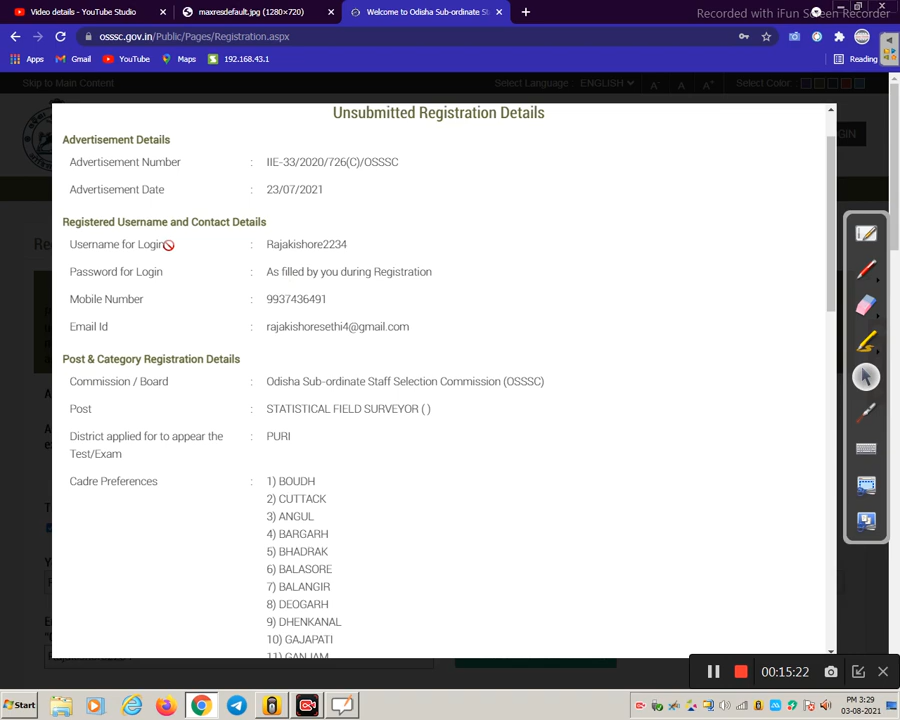 Video details - YouTube Studio
maxresdefault.jpg (1280×720)
Welcome to Odisha Sub-ordinate St
Recorded with iFun Screen Recorder
osssc.gov.in/Public/Pages/Registration.aspx
Apps
Gmail
YouTube
Maps
192.168.43.1
Reading
Skip to Main Content
Select Language : ENGLISH
A
Select Color:
Unsubmitted Registration Details
Advertisement Details
Advertisement Number : IIE-33/2020/726(C)/OSSSC
Advertisement Date : 23/07/2021
Registered Username and Contact Details
Username for Login : Rajakishore2234
Password for Login : As filled by you during Registration
Mobile Number : 9937436491
Email Id : rajakishoresethi4@gmail.com
Post & Category Registration Details
Commission / Board : Odisha Sub-ordinate Staff Selection Commission (OSSSC)
Post : STATISTICAL FIELD SURVEYOR ( )
District applied for to appear the : PURI
Test/Exam
Cadre Preferences : 1) BOUDH
2) CUTTACK
3) ANGUL
4) BARGARH
5) BHADRAK
6) BALASORE
7) BALANGIR
8) DEOGARH
9) DHENKANAL
10) GAJAPATI
11) GANJAM
00:15:22
Start
PM 3:29
03-08-2021